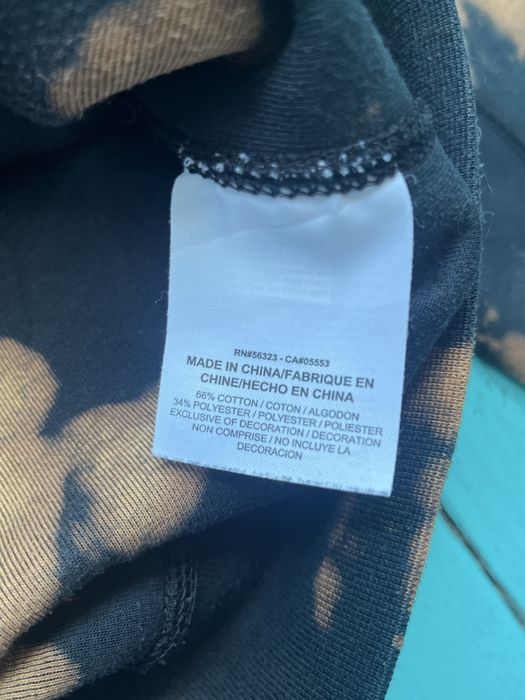 RN#56323 - CA#05553
MADE IN CHINA/FABRIQUE EN
CHINE/HECHO EN CHINA
66% COTTON / COTON / ALGODON
34% POLYESTER / POLYESTER / POLIESTER
EXCLUSIVE OF DECORATION / DECORATION
NON COMPRISE / NO INCLUYE LA
DECORACION